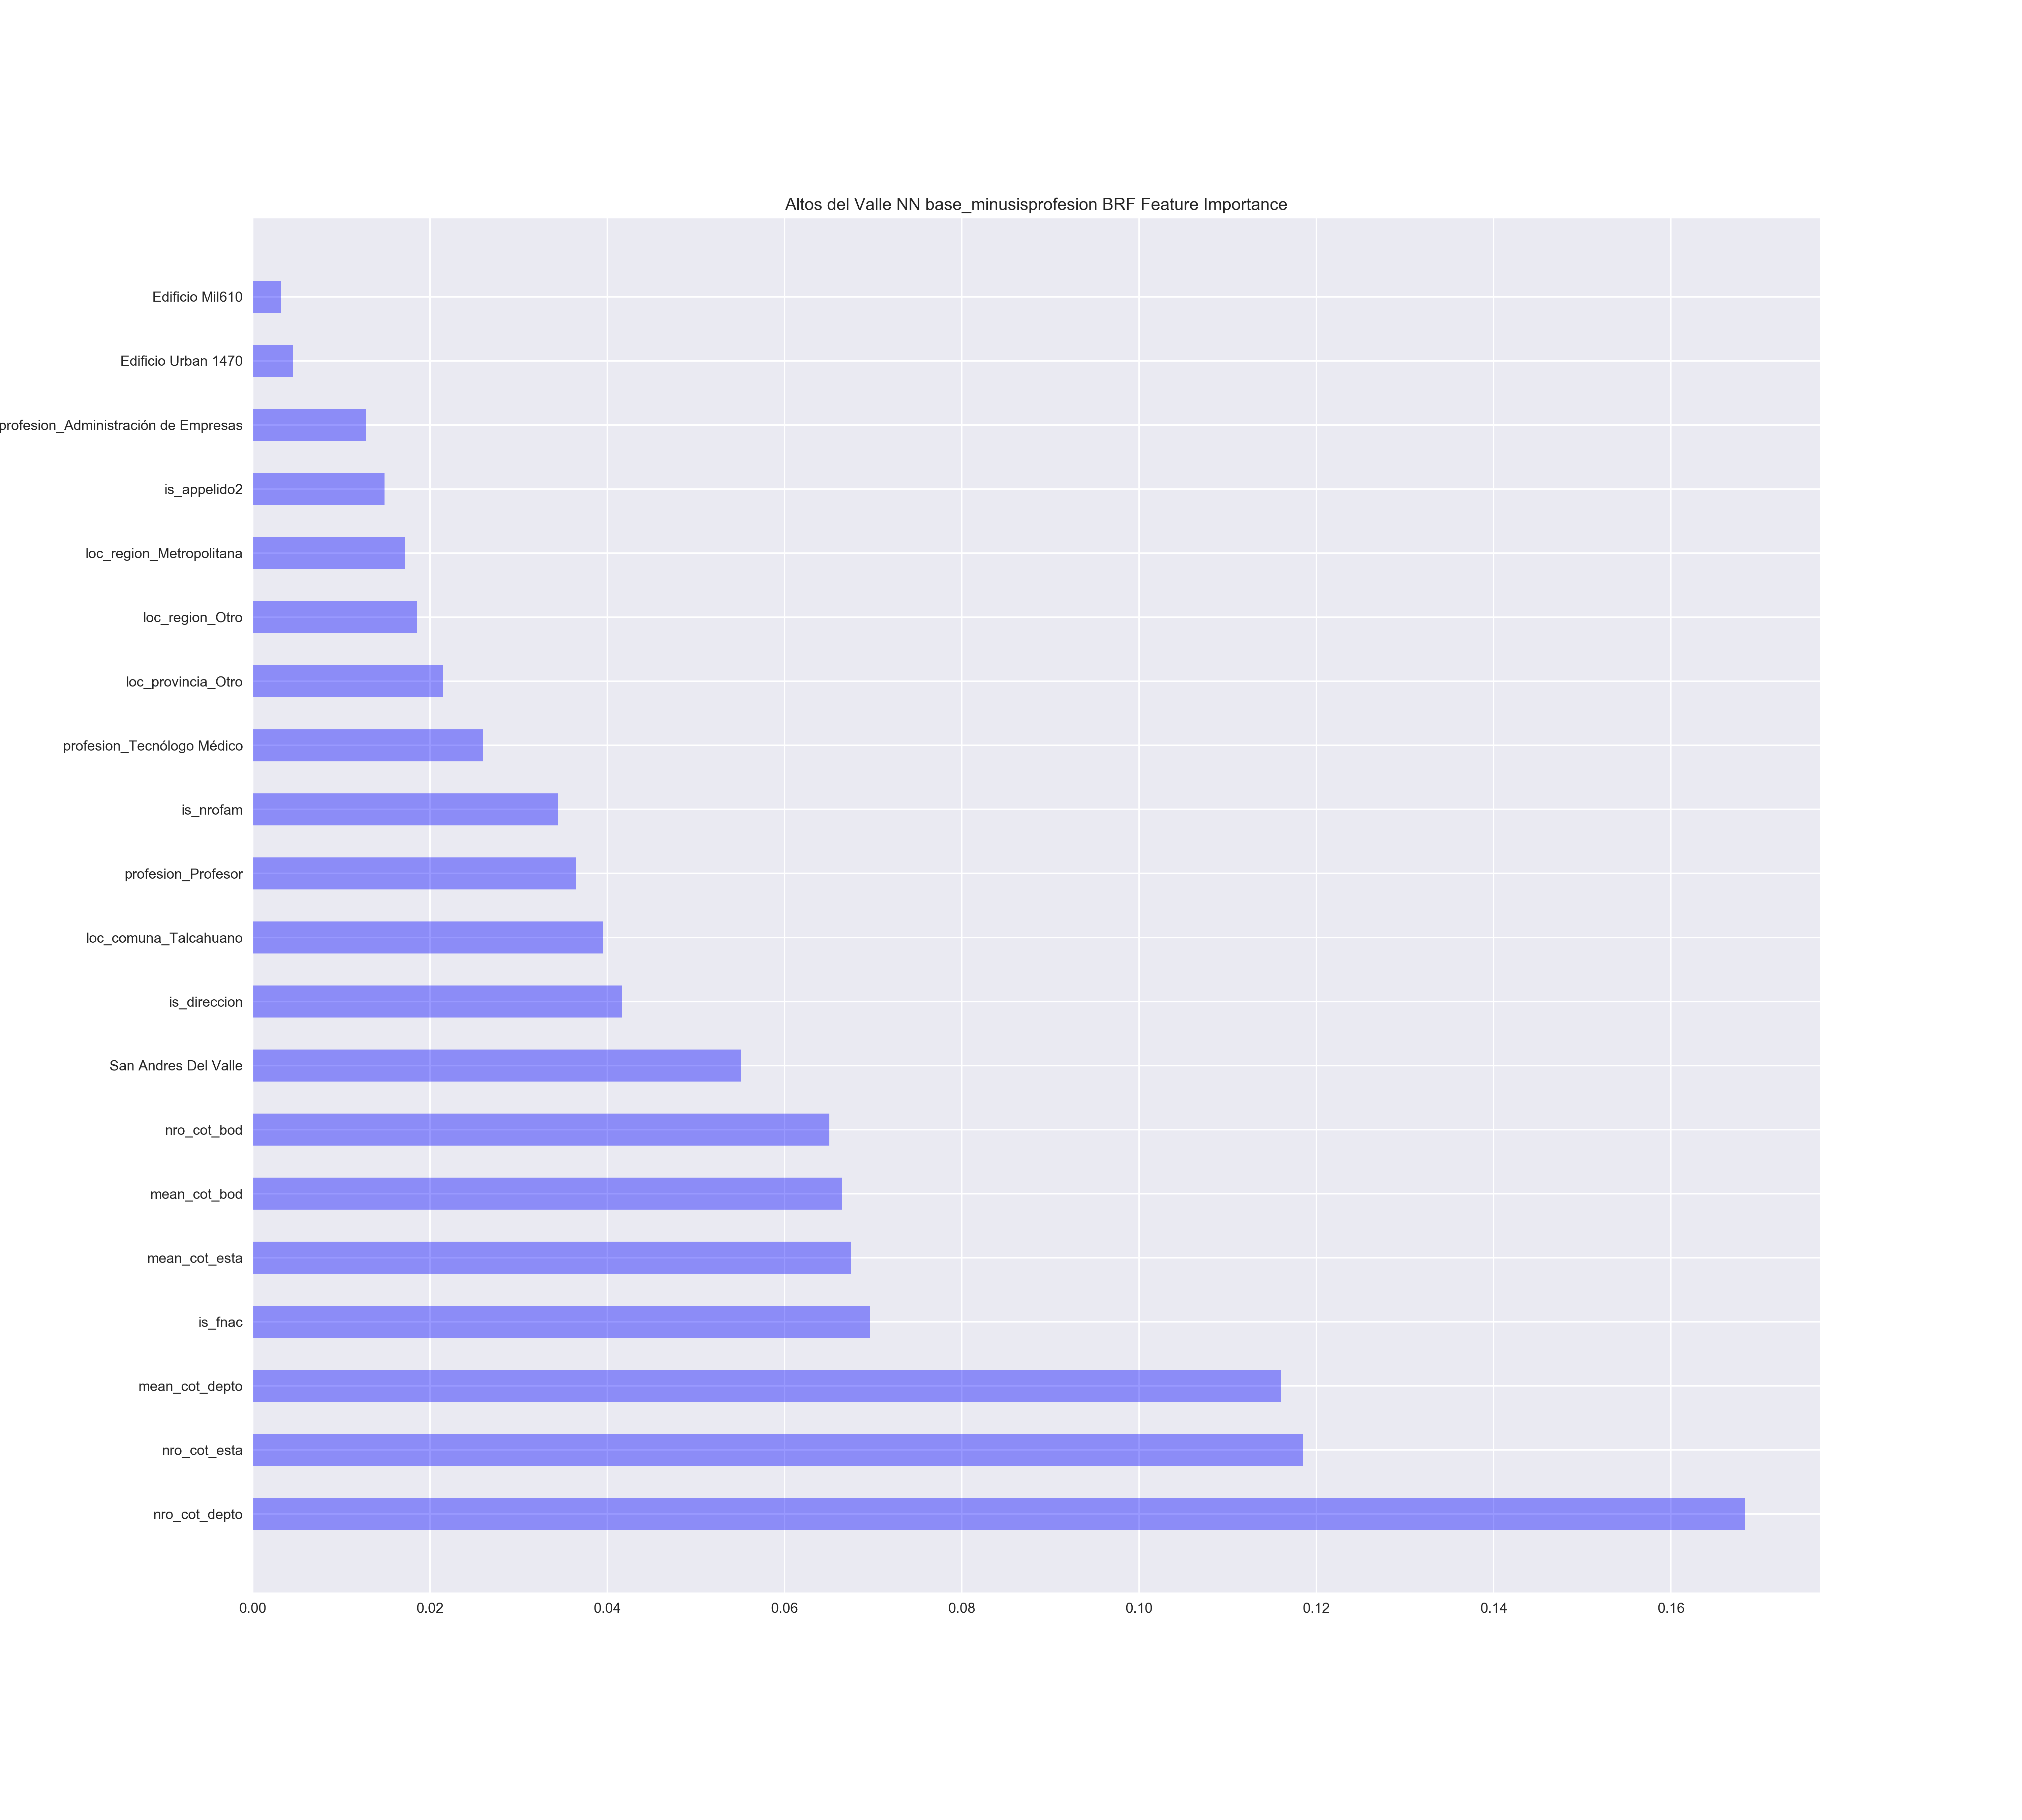 Altos del Valle NN base_minusisprofesion BRF Feature Importance
Edificio Mil610
Edificio Urban 1470
profesion_Administración de Empresas
is_appelido2
loc_region_Metropolitana
loc_region_Otro
loc_provincia_Otro
profesion_Tecnólogo Médico
is_nrofam
profesion_Profesor
loc_comuna_Talcahuano
is_direccion
San Andres Del Valle
nro_cot_bod
mean_cot_bod
mean_cot_esta
is_fnac
mean_cot_depto
nro_cot_esta
nro_cot_depto
0.00 0.02 0.04 0.06 0.08 0.10 0.12 0.14 0.16